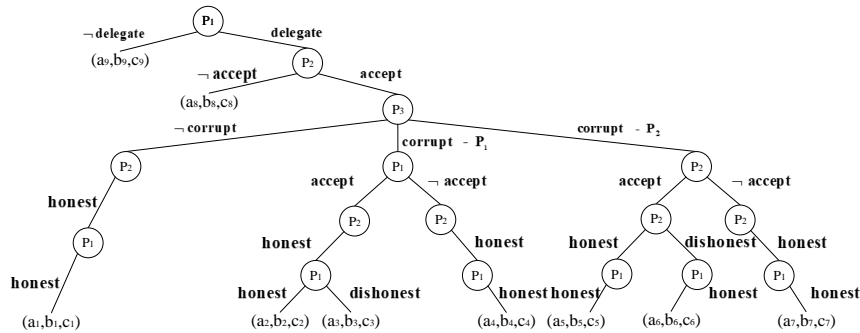 P1
¬ delegate delegate
(a9,b9,c9) P2
¬ accept accept
(a8,b8,c8) P3
¬ corrupt corrupt - P1 corrupt - P2
P2 P1 P2
accept ¬ accept accept ¬ accept
honest P2 P2 P2 P2
P1 honest honest honest dishonest honest
honest P1 P1 P1 P1 P1
honest dishonest honest honest honest honest
(a1,b1,c1) (a2,b2,c2) (a3,b3,c3) (a4,b4,c4) (a5,b5,c5) (a6,b6,c6) (a7,b7,c7)